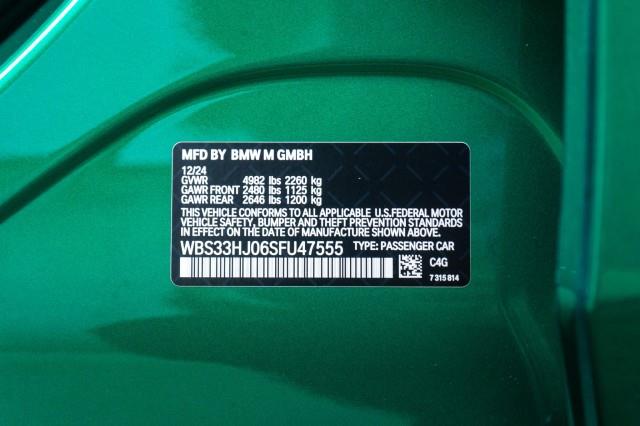 MFD BY BMW M GMBH
12/24
GVWR 4982 lbs 2260 kg
GAWR FRONT 2480 lbs 1125 kg
GAWR REAR 2646 lbs 1200 kg
THIS VEHICLE CONFORMS TO ALL APPLICABLE U.S.FEDERAL MOTOR
VEHICLE SAFETY, BUMPER AND THEFT PREVENTION STANDARDS
IN EFFECT ON THE DATE OF MANUFACTURE SHOWN ABOVE.
WBS33HJ06SFU47555 TYPE: PASSENGER CAR
C4G
7 315 814